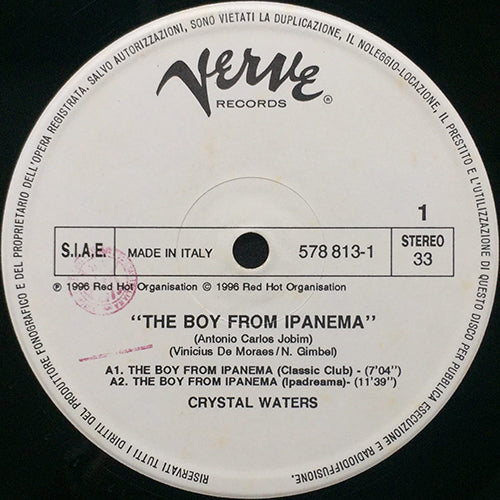 SALVO AUTORIZZAZIONI, SONO VIETATI LA DUPLICAZIONE, IL NOLEGGIO-LOCAZIONE, IL PRESTITO E L'UTILIZZAZIONE DI QUESTO DISCO PER PUBBLICA ESECUZIONE E RADIODIFFUSIONE.
RISERVATI TUTTI I DIRITTI DEL PRODUTTORE FONOGRAFICO E DEL PROPRIETARIO DELL'OPERA REGISTRATA.
Verve
RECORDS ®
1
S.I.A.E. MADE IN ITALY 578 813-1 STEREO
33
℗ 1996 Red Hot Organisation © 1996 Red Hot Organisation
"THE BOY FROM IPANEMA"
(Antonio Carlos Jobim)
(Vinicius De Moraes/N. Gimbel)
A1. THE BOY FROM IPANEMA (Classic Club) - (7'04")
A2. THE BOY FROM IPANEMA (Ipadreama)- (11'39")
CRYSTAL WATERS